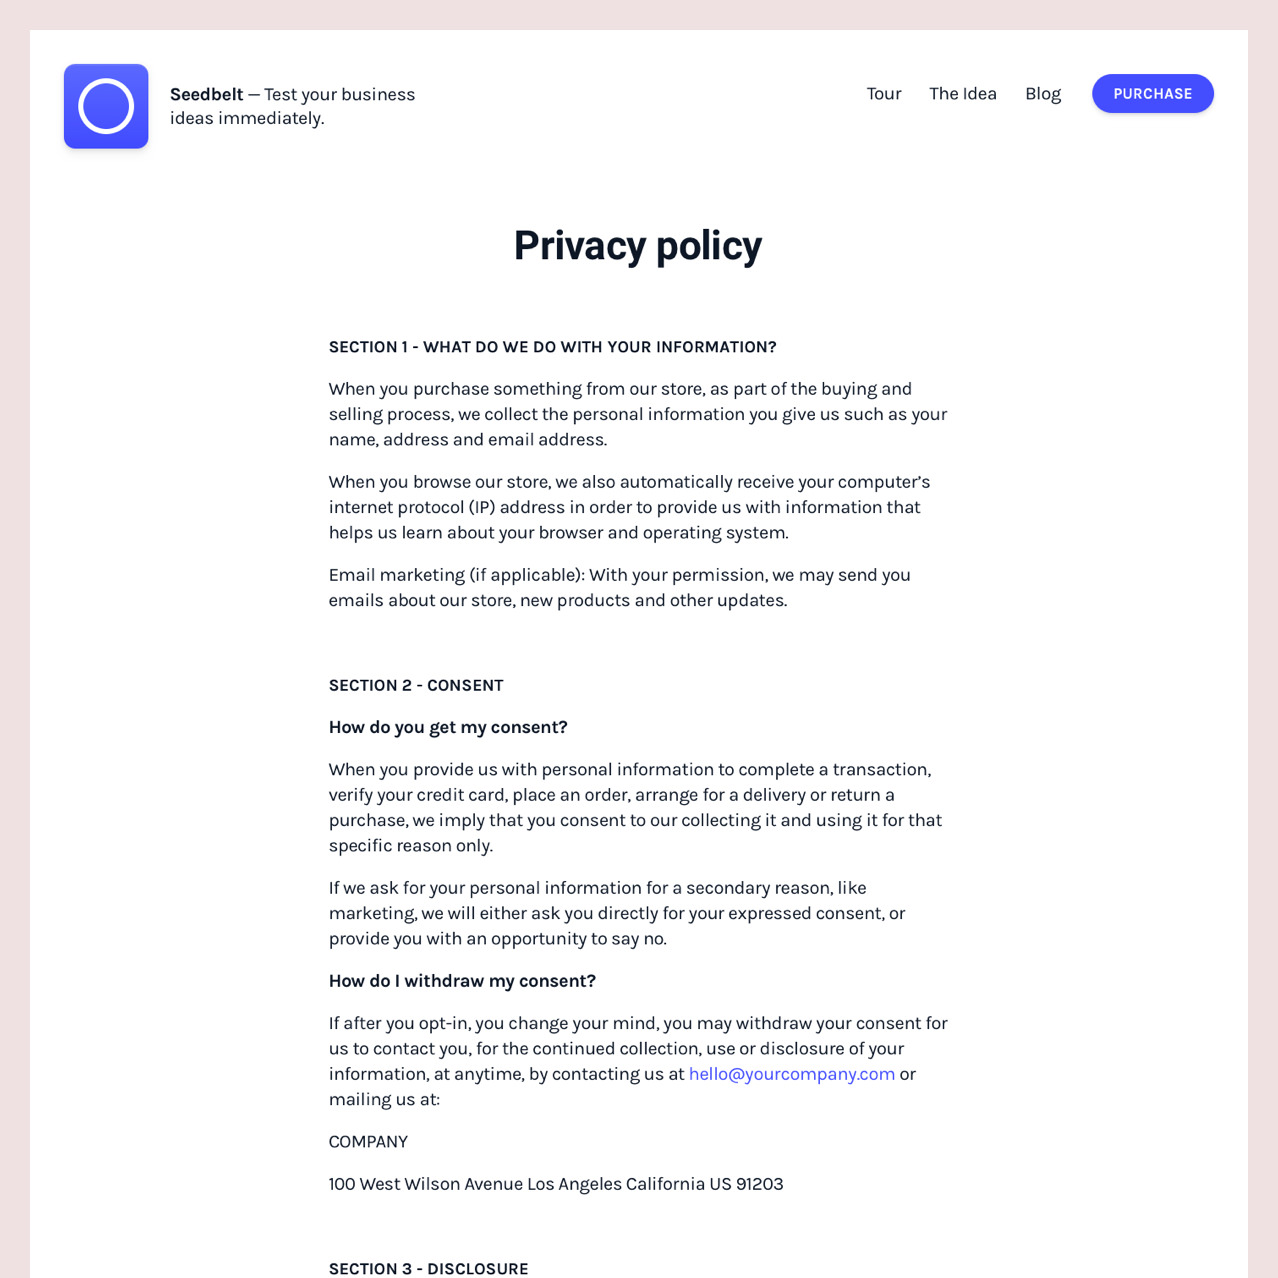 Seedbelt — Test your business
ideas immediately.
Tour
The Idea
Blog
PURCHASE
Privacy policy
SECTION 1 - WHAT DO WE DO WITH YOUR INFORMATION?
When you purchase something from our store, as part of the buying and
selling process, we collect the personal information you give us such as your
name, address and email address.
When you browse our store, we also automatically receive your computer’s
internet protocol (IP) address in order to provide us with information that
helps us learn about your browser and operating system.
Email marketing (if applicable): With your permission, we may send you
emails about our store, new products and other updates.
SECTION 2 - CONSENT
How do you get my consent?
When you provide us with personal information to complete a transaction,
verify your credit card, place an order, arrange for a delivery or return a
purchase, we imply that you consent to our collecting it and using it for that
specific reason only.
If we ask for your personal information for a secondary reason, like
marketing, we will either ask you directly for your expressed consent, or
provide you with an opportunity to say no.
How do I withdraw my consent?
If after you opt-in, you change your mind, you may withdraw your consent for
us to contact you, for the continued collection, use or disclosure of your
information, at anytime, by contacting us at hello@yourcompany.com or
mailing us at:
COMPANY
100 West Wilson Avenue Los Angeles California US 91203
SECTION 3 - DISCLOSURE